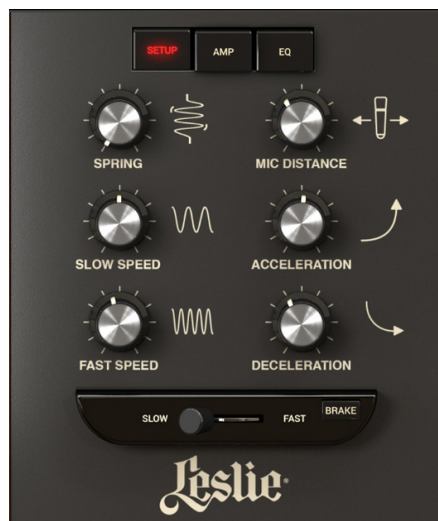 SETUP
AMP
EQ
SPRING
MIC DISTANCE
SLOW SPEED
ACCELERATION
FAST SPEED
DECELERATION
SLOW
FAST
BRAKE
Leslie®